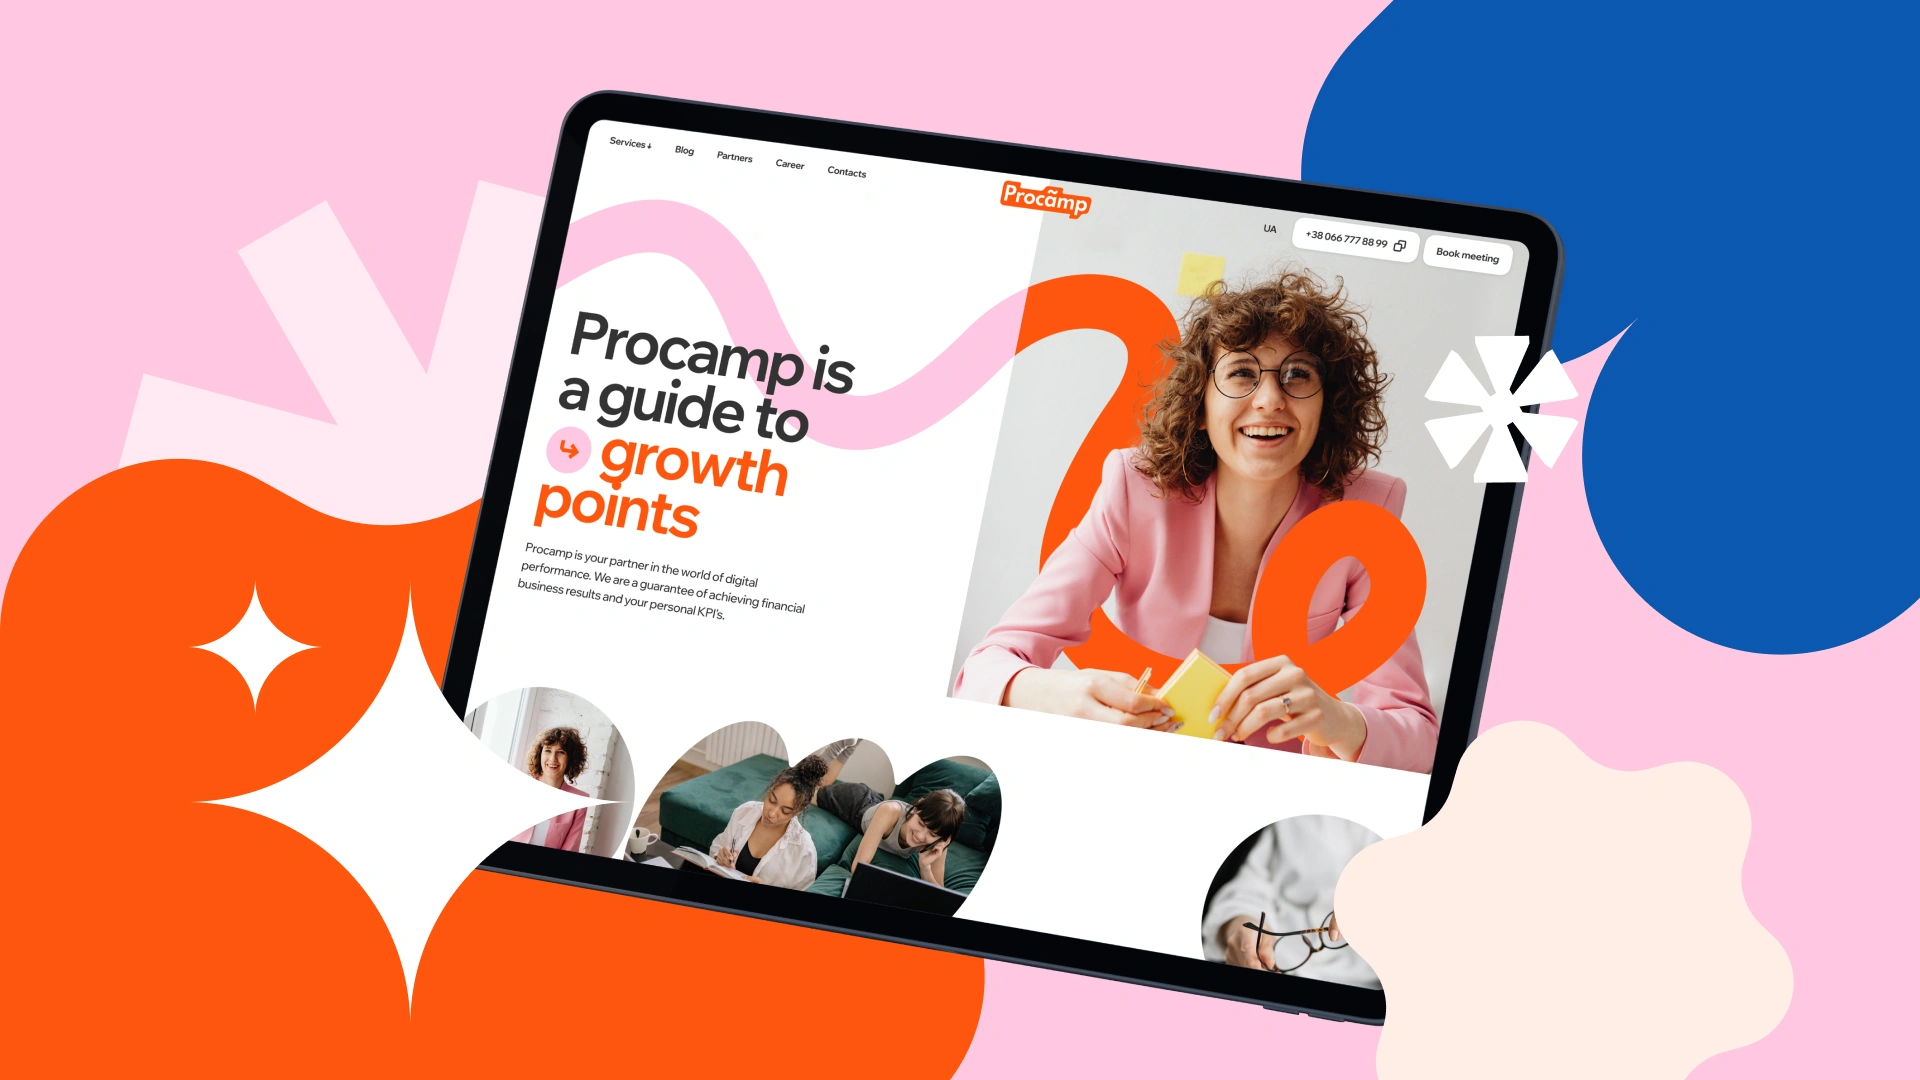 Services ↓ Blog Partners Career Contacts
Procãmp
UA +38 066 777 88 99 Book meeting
Procamp is
a guide to
↪ growth
points
Procamp is your partner in the world of digital
performance. We are a guarantee of achieving financial
business results and your personal KPI's.